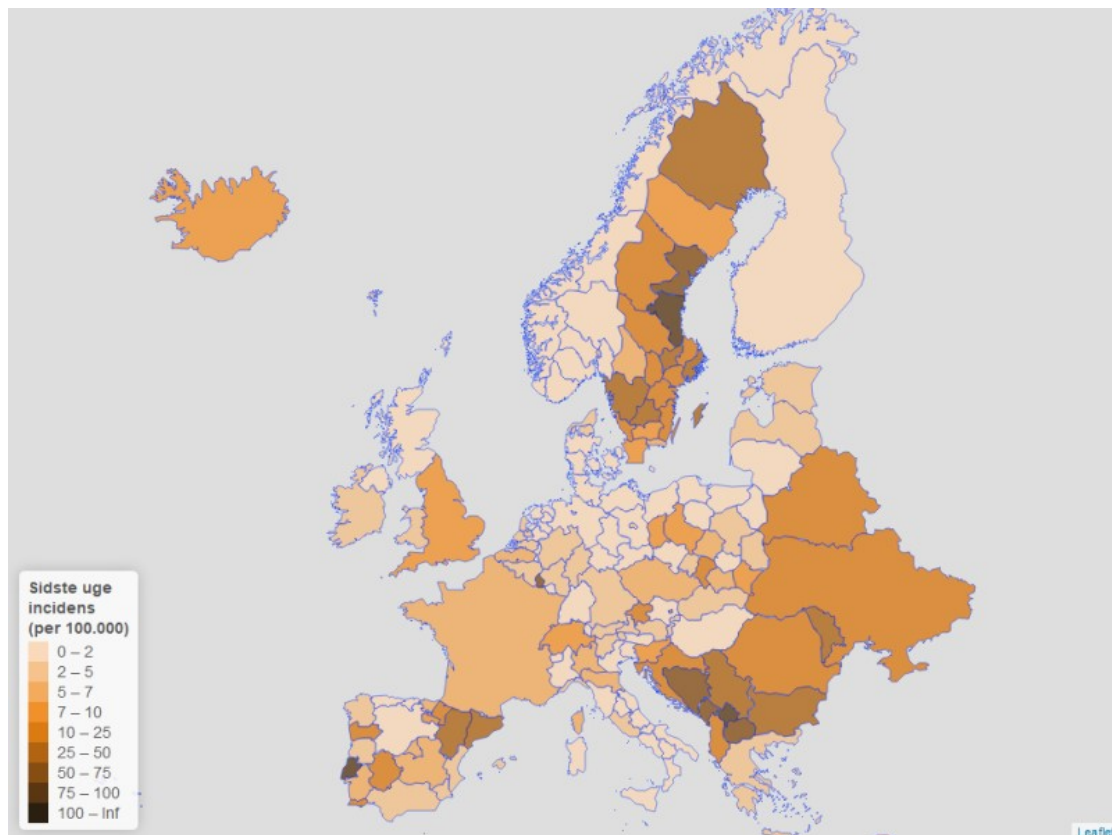 Sidste uge
incidens
(per 100.000)
0 – 2
2 – 5
5 – 7
7 – 10
10 – 25
25 – 50
50 – 75
75 – 100
100 – Inf
Leaflet